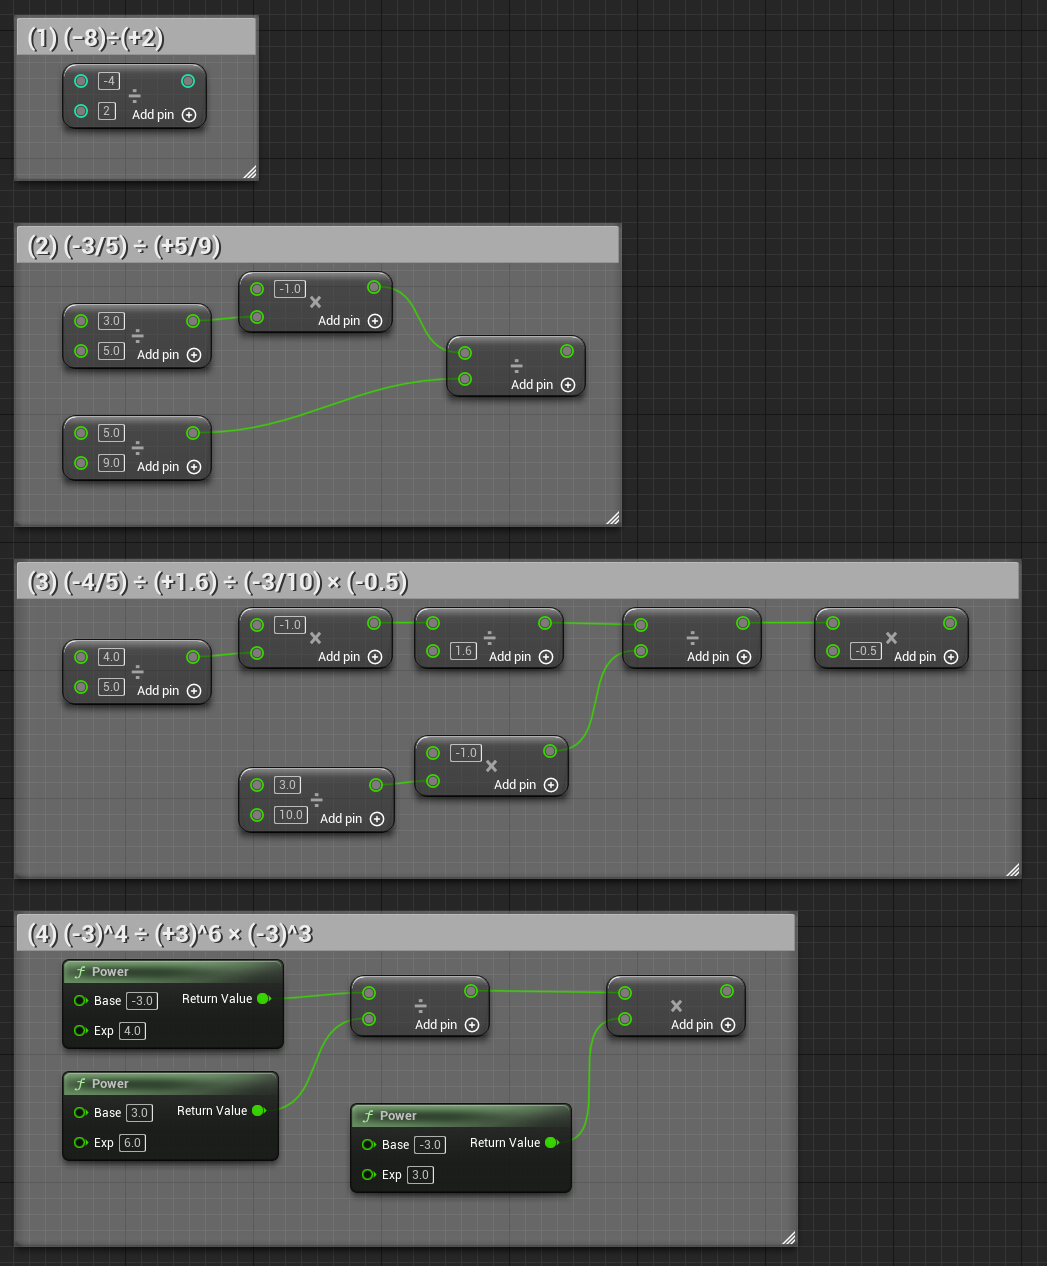 (1) (−8)÷(+2)
-4
÷
2
Add pin
(2) (-3/5) ÷ (+5/9)
-1.0
×
Add pin
3.0
÷
5.0
Add pin
÷
Add pin
5.0
÷
9.0
Add pin
(3) (-4/5) ÷ (+1.6) ÷ (-3/10) × (-0.5)
-1.0
×
Add pin
÷
1.6
Add pin
÷
Add pin
×
-0.5
Add pin
4.0
÷
5.0
Add pin
-1.0
×
Add pin
3.0
÷
10.0
Add pin
(4) (-3)^4 ÷ (+3)^6 × (-3)^3
f Power
Base -3.0 Return Value
Exp 4.0
÷
Add pin
×
Add pin
f Power
Base 3.0 Return Value
Exp 6.0
f Power
Base -3.0 Return Value
Exp 3.0